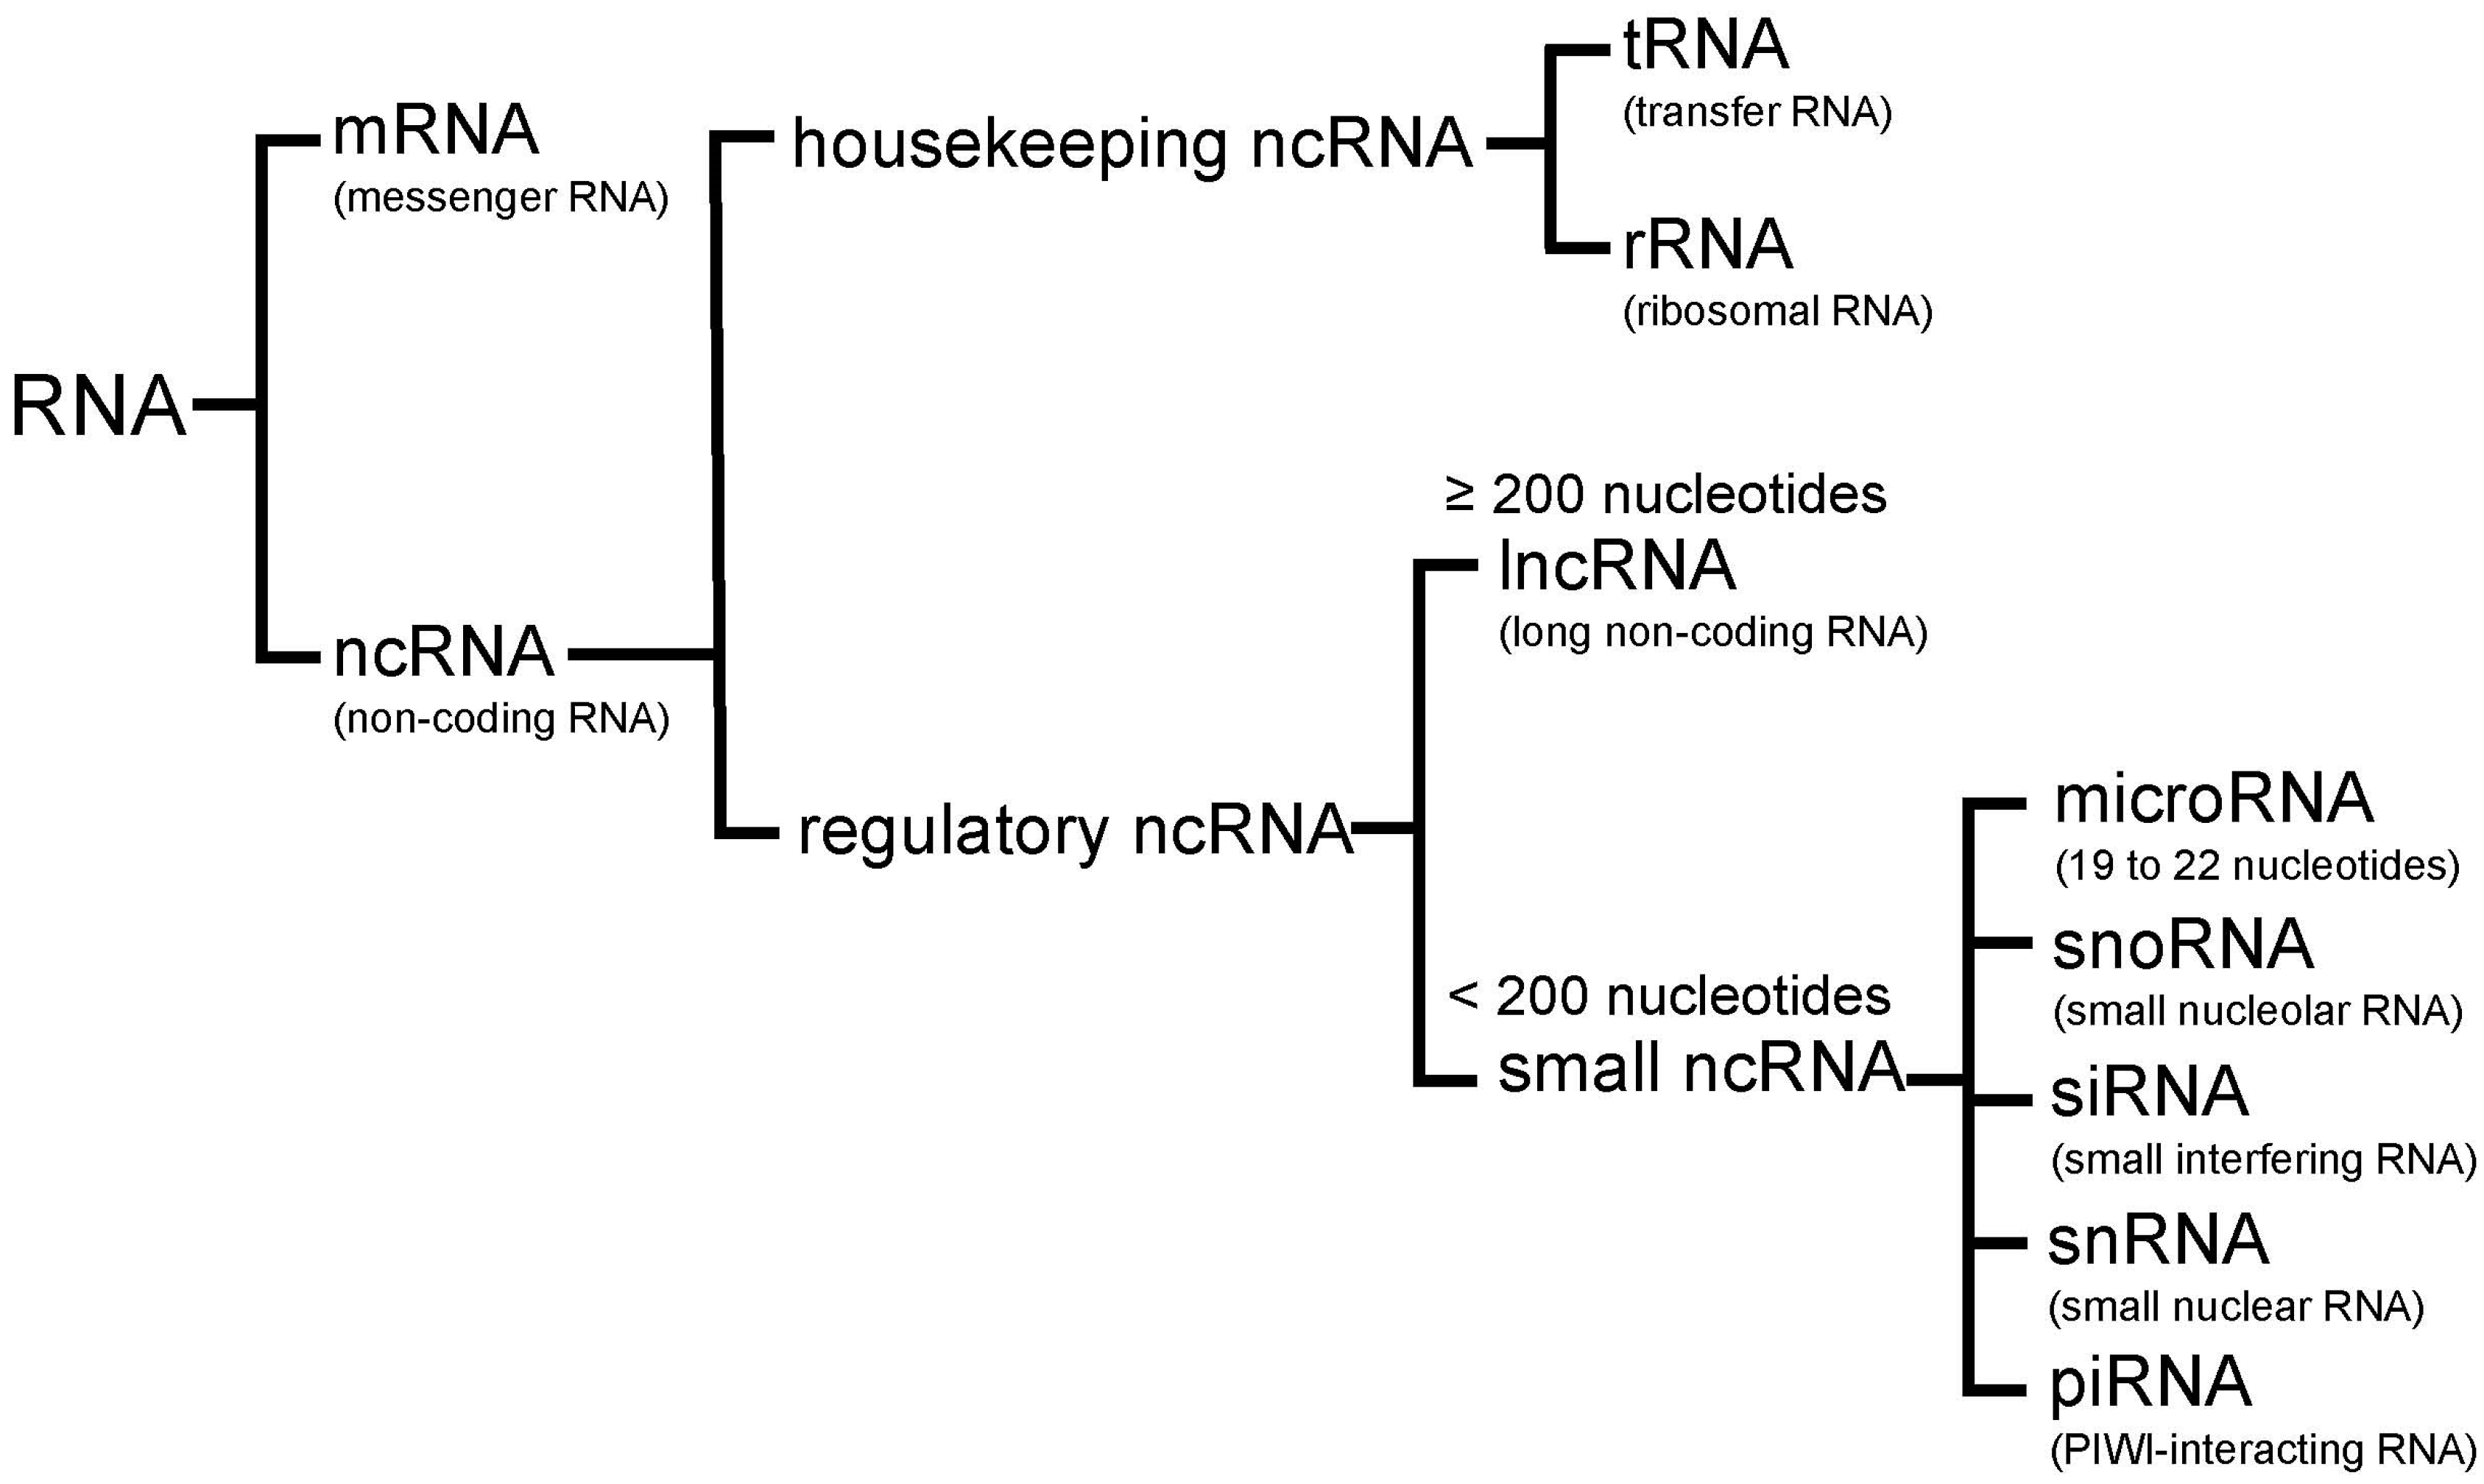 RNA
mRNA
(messenger RNA)
ncRNA
(non-coding RNA)
housekeeping ncRNA
tRNA
(transfer RNA)
rRNA
(ribosomal RNA)
regulatory ncRNA
≥ 200 nucleotides
lncRNA
(long non-coding RNA)
< 200 nucleotides
small ncRNA
microRNA
(19 to 22 nucleotides)
snoRNA
(small nucleolar RNA)
siRNA
(small interfering RNA)
snRNA
(small nuclear RNA)
piRNA
(PIWI-interacting RNA)